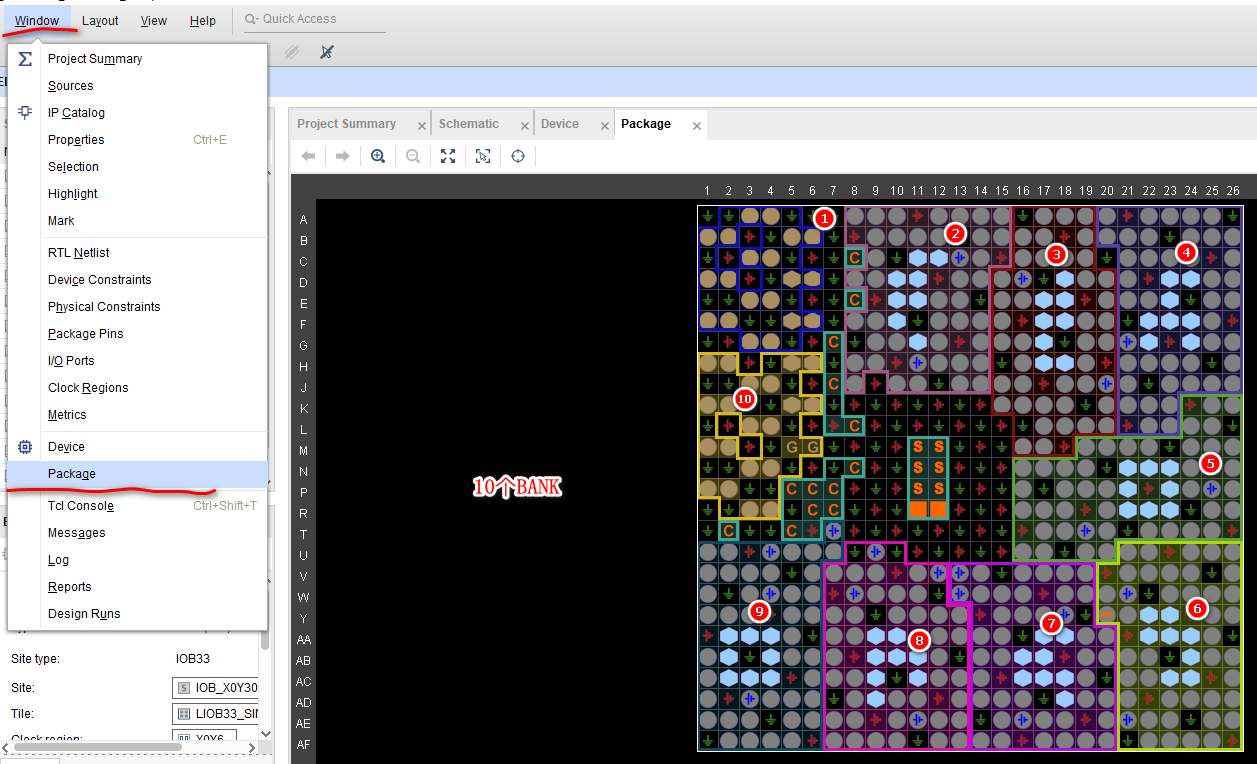 Window Layout View Help Quick Access
Project Summary
Sources
IP Catalog
Properties Ctrl+E
Selection
Highlight
Mark
RTL Netlist
Device Constraints
Physical Constraints
Package Pins
I/O Ports
Clock Regions
Metrics
Device
Package
Tcl Console Ctrl+Shift+T
Messages
Log
Reports
Design Runs
Site type: IOB33
Site: S IOB_X0Y30
Tile: LIOB33_SIN
Clock region: X0Y6
Project Summary Schematic Device Package
1 2 3 4 5 6 7 8 9 10 11 12 13 14 15 16 17 18 19 20 21 22 23 24 25 26
A
B
C
D
E
F
G
H
J
K
L
M
N
P
R
T
U
V
W
Y
AA
AB
AC
AD
AE
AF
1
2
3
4
C
C
G
C
10
C
G G S S
C S S
5
C C C S S
C C
C C
9
8
7
6
10个BANK